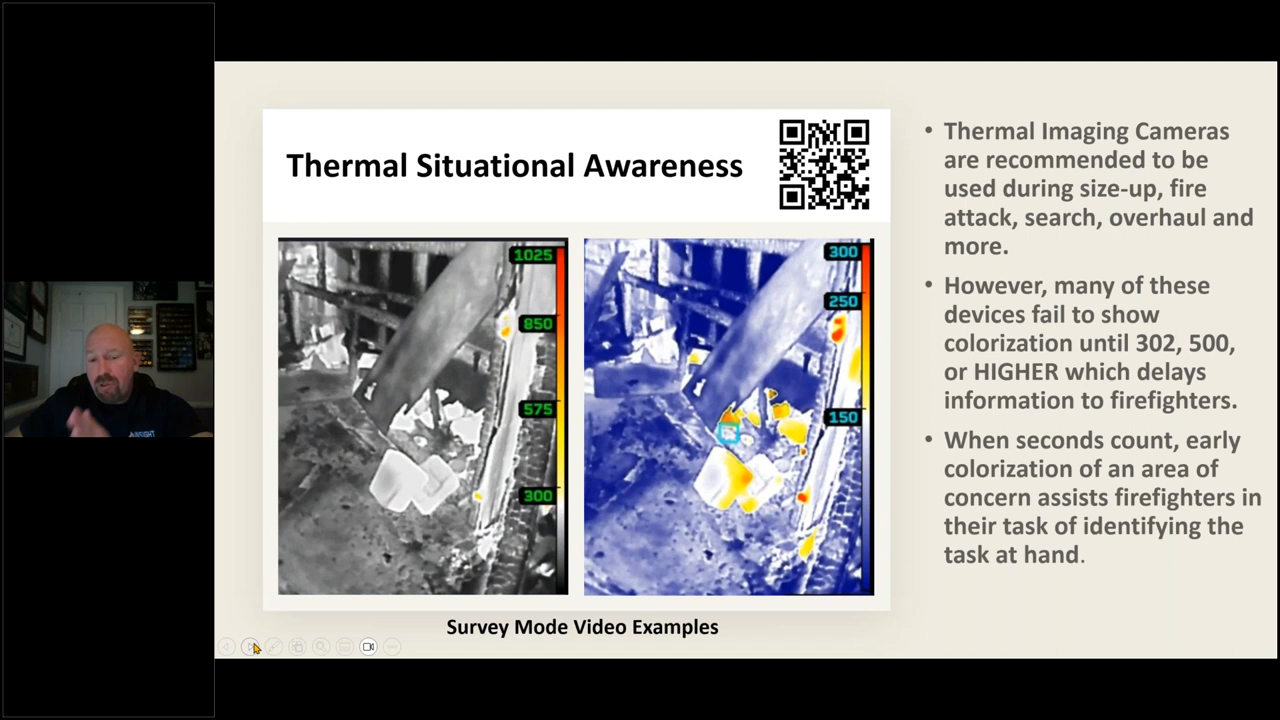 Thermal Situational Awareness
1025
850
575
300
300
250
150
Survey Mode Video Examples
• Thermal Imaging Cameras
are recommended to be
used during size-up, fire
attack, search, overhaul and
more.
• However, many of these
devices fail to show
colorization until 302, 500,
or HIGHER which delays
information to firefighters.
• When seconds count, early
colorization of an area of
concern assists firefighters in
their task of identifying the
task at hand.